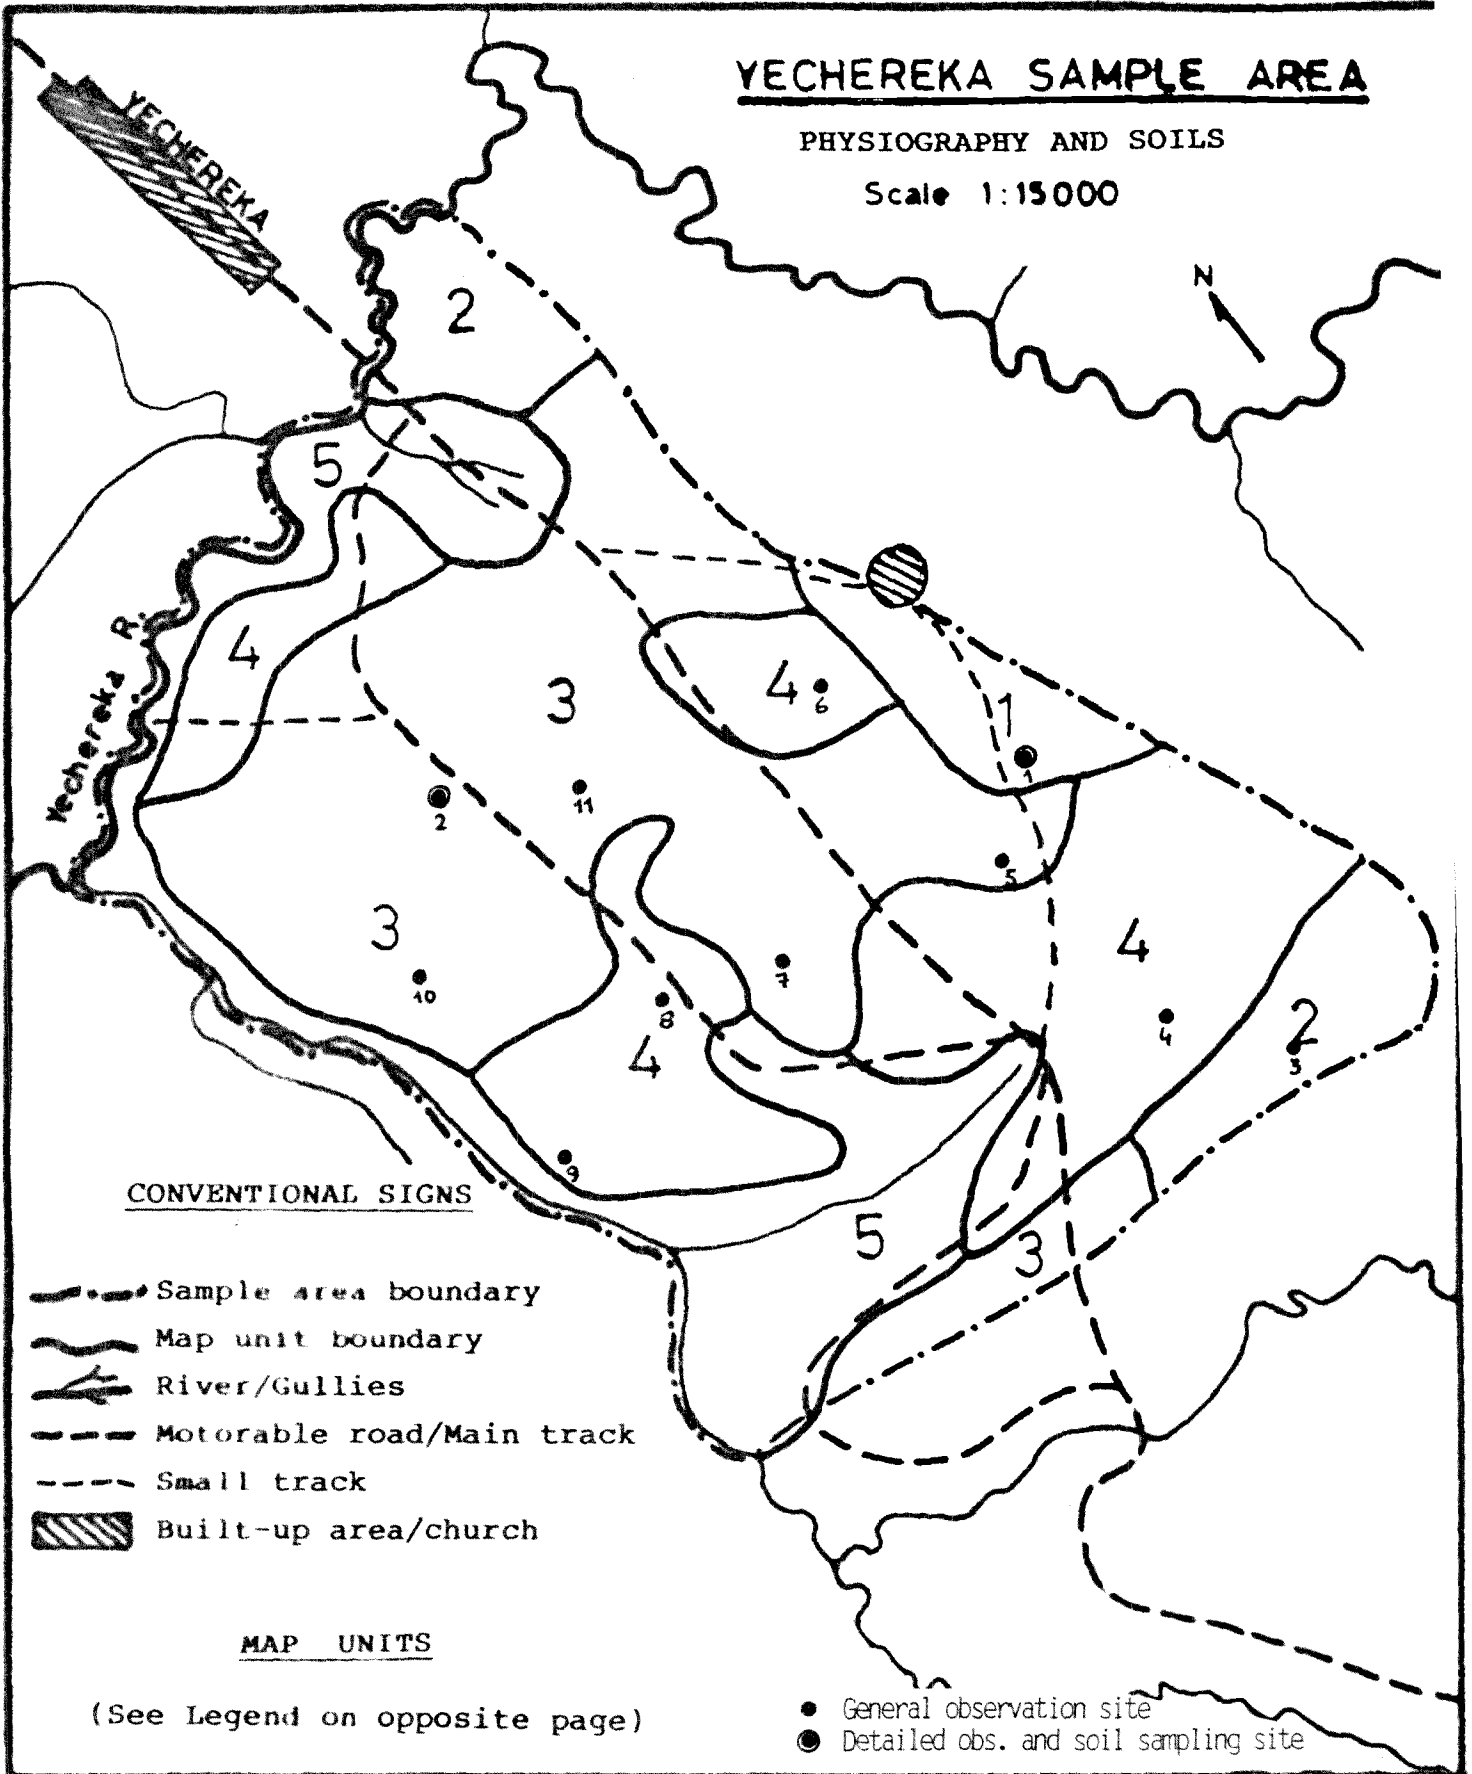 YECHEREKA SAMPLE AREA
PHYSIOGRAPHY AND SOILS
Scale 1:15000
YECHEREKA
N
2
5
4
3
4
6
1
1
2
11
5
3
10
7
4
4
2
3
8
4
9
5
3
Yechereka R.
CONVENTIONAL SIGNS
Sample area boundary
Map unit boundary
River/Gullies
Motorable road/Main track
Small track
Built-up area/church
MAP UNITS
(See Legend on opposite page)
General observation site
Detailed obs. and soil sampling site